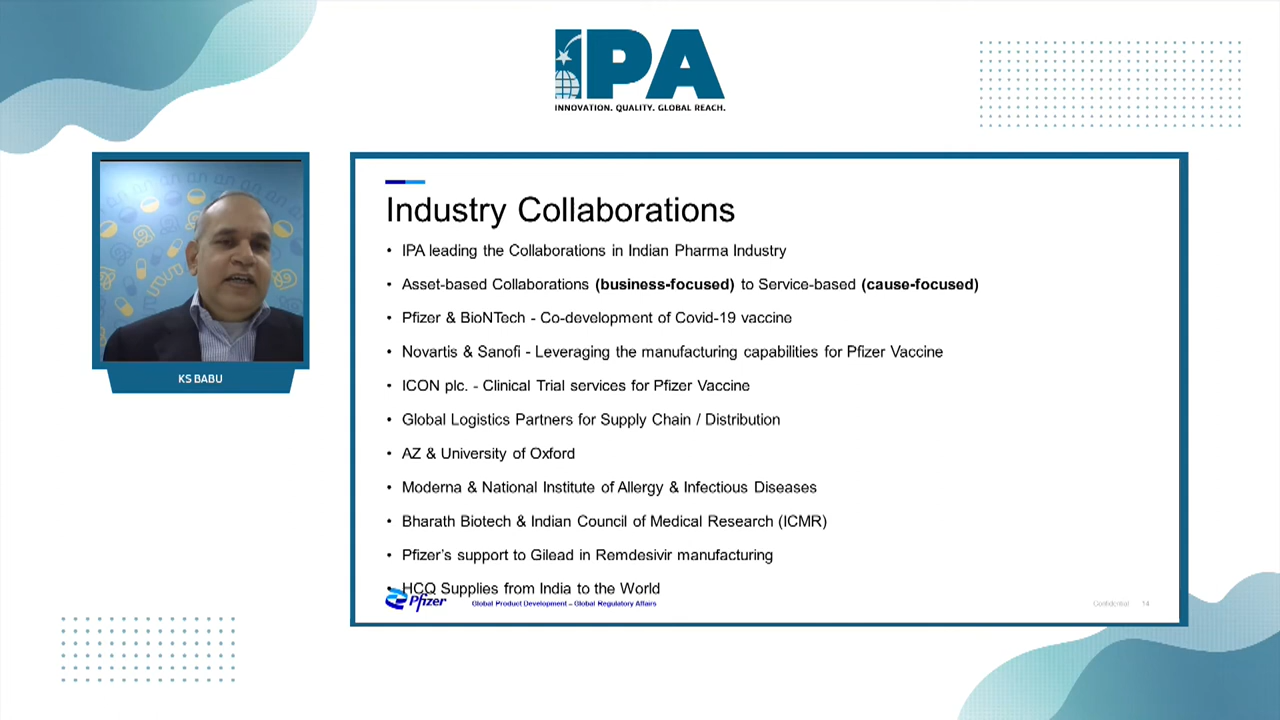 IPA
INNOVATION. QUALITY. GLOBAL REACH.
KS BABU
Industry Collaborations
• IPA leading the Collaborations in Indian Pharma Industry
• Asset-based Collaborations (business-focused) to Service-based (cause-focused)
• Pfizer & BioNTech - Co-development of Covid-19 vaccine
• Novartis & Sanofi - Leveraging the manufacturing capabilities for Pfizer Vaccine
• ICON plc. - Clinical Trial services for Pfizer Vaccine
• Global Logistics Partners for Supply Chain / Distribution
• AZ & University of Oxford
• Moderna & National Institute of Allergy & Infectious Diseases
• Bharath Biotech & Indian Council of Medical Research (ICMR)
• Pfizer's support to Gilead in Remdesivir manufacturing
• HCQ Supplies from India to the World
Pfizer Global Product Development – Global Regulatory Affairs Confidential 14